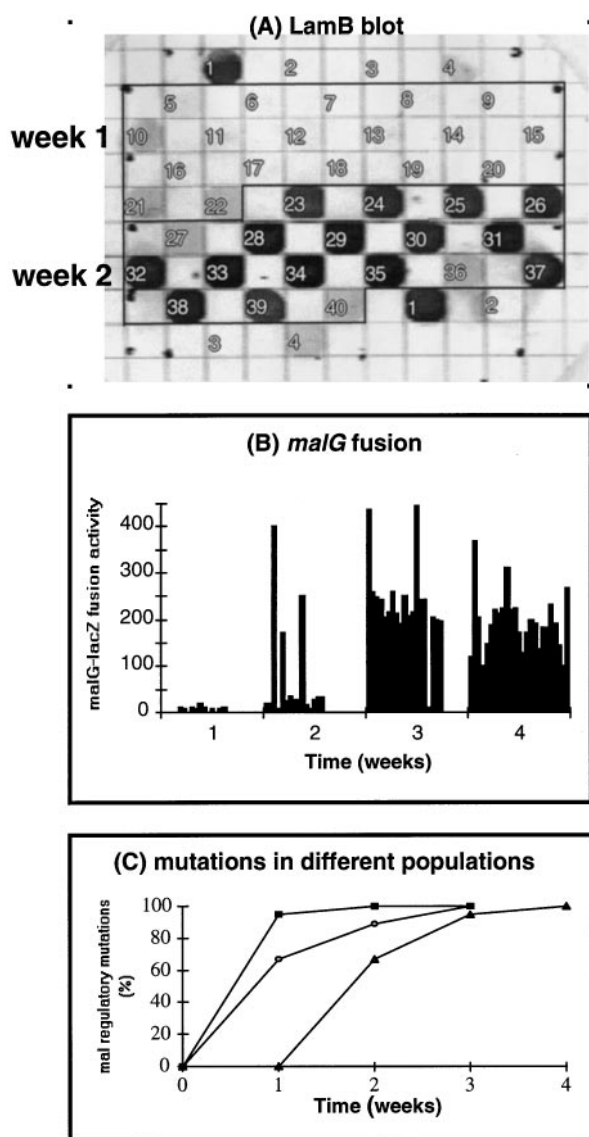 (A) LamB blot
1 2 3 4
5 6 7 8 9
week 1
10 11 12 13 14 15
16 17 18 19 20
21 22 23 24 25 26
27 28 29 30 31
week 2
32 33 34 35 36 37
38 39 40 1 2
3 4
(B) malG fusion
malG-lacZ fusion activity
400
300
200
100
0
1 2 3 4
Time (weeks)
(C) mutations in different populations
mal regulatory mutations
(%)
100
80
60
40
20
0
0 1 2 3 4
Time (weeks)